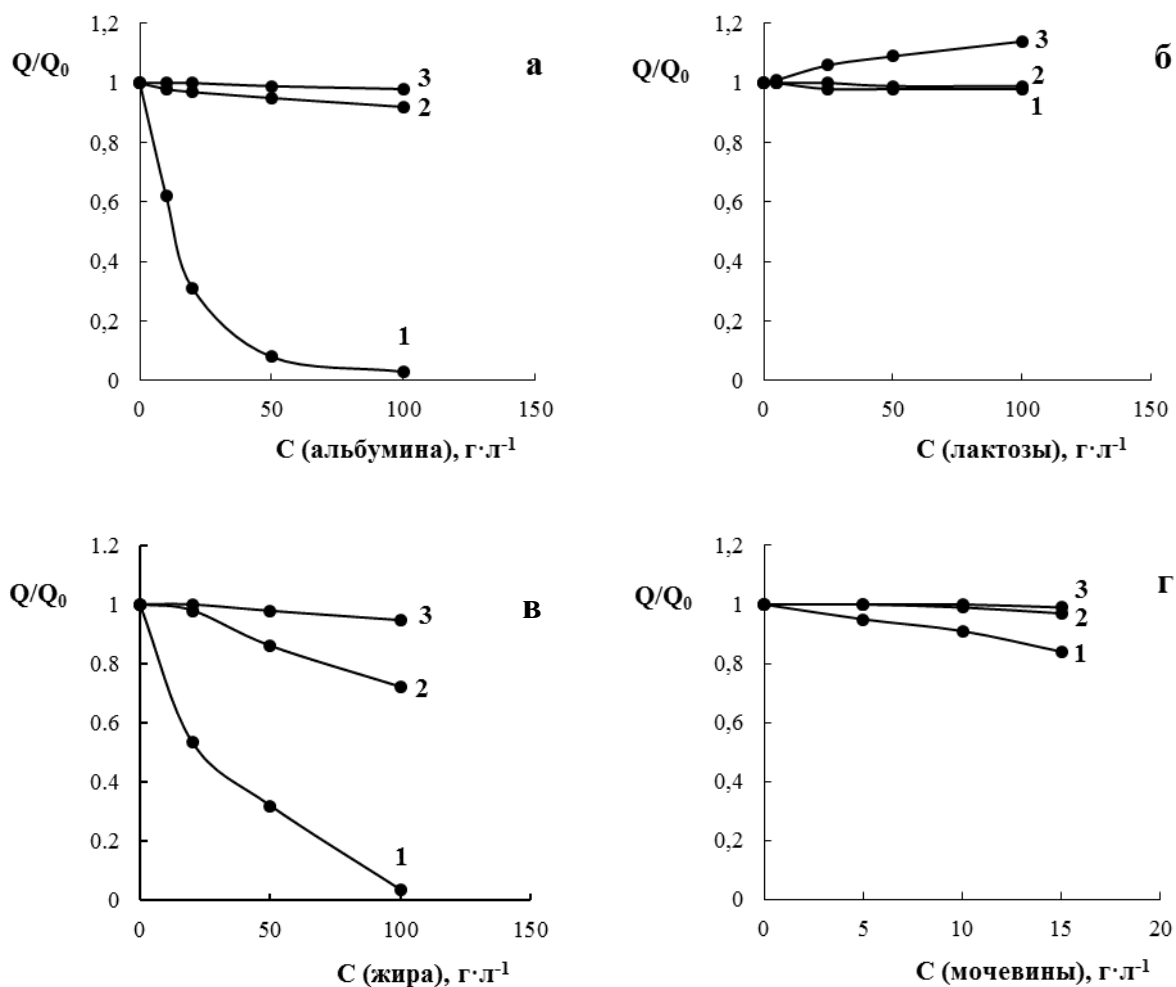 1,2
Q/Q₀
а
1
3
2
0,8
0,6
0,4
0,2
1
0
0 50 100 150
С (альбумина), г·л⁻¹
1,2
Q/Q₀
б
3
1
2
1
0,8
0,6
0,4
0,2
0
0 50 100 150
С (лактозы), г·л⁻¹
1.2
Q/Q₀
в
1
3
0.8
2
0.6
0.4
0.2
1
0
0 50 100 150
С (жира), г·л⁻¹
1,2
Q/Q₀
г
3
1
2
1
0,8
0,6
0,4
0,2
0
0 5 10 15 20
С (мочевины), г·л⁻¹